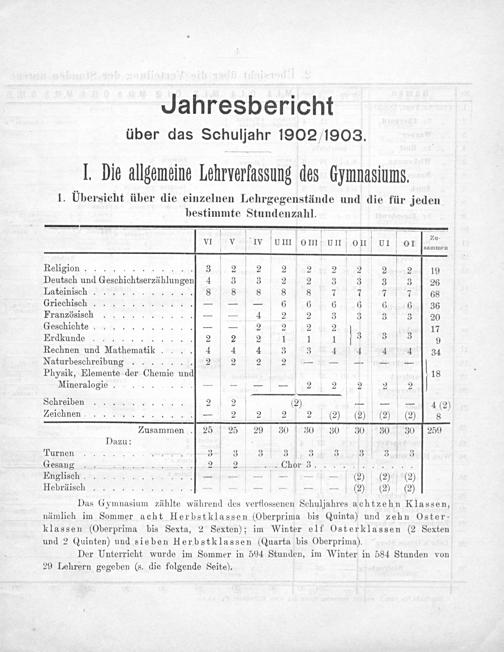 Jahresbericht
über das Schuljahr 1902/1903.
I. Die allgemeine Lehrverfassung des Gymnasiums.
1. Übersicht über die einzelnen Lehrgegenstände und die für jeden
bestimmte Stundenzahl.
VI V IV U III O III U II O II U I O I Zu-
sammen
Religion . . . . . . . . . . . 3 2 2 2 2 2 2 2 2 19
Deutsch und Geschichtserzählungen 4 3 3 2 2 3 3 3 3 26
Lateinisch . . . . . . . . . . 8 8 8 8 8 7 7 7 7 68
Griechisch . . . . . . . . . . — — — 6 6 6 6 6 6 36
Französisch . . . . . . . . . . — — 4 2 2 3 3 3 3 20
Geschichte . . . . . . . . . . — — 2 2 2 2 17
Erdkunde . . . . . . . . . . . 2 2 2 1 1 1 } 3 3 3 9
Rechnen und Mathematik . . . . 4 4 4 3 3 4 4 4 4 34
Naturbeschreibung . . . . . . . 2 2 2 2 — — — — —
Physik, Elemente der Chemie und } 18
Mineralogie . . . . . . . . — — — — 2 2 2 2 2
Schreiben . . . . . . . . . . . 2 2 (2) — — — 4 (2)
Zeichnen . . . . . . . . . . . — 2 2 2 2 (2) (2) (2) (2) 8
Zusammen . 25 25 29 30 30 30 30 30 30 259
Dazu:
Turnen . . . . . . . . . . . . 3 3 3 3 3 3 3 3 3
Gesang . . . . . . . . . . . . 2 2 . . Chor 3 . . . . . . . . . .
Englisch . . . . . . . . . . . — — — — — — (2) (2) (2)
Hebräisch . . . . . . . . . . . — — — — — — (2) (2) (2)
Das Gymnasium zählte während des verflossenen Schuljahres achtzehn Klassen,
nämlich im Sommer acht Herbstklassen (Oberprima bis Quinta) und zehn Oster-
klassen (Oberprima bis Sexta, 2 Sexten); im Winter elf Osterklassen (2 Sexten
und 2 Quinten) und sieben Herbstklassen (Quarta bis Oberprima).
Der Unterricht wurde im Sommer in 594 Stunden, im Winter in 584 Stunden von
29 Lehrern gegeben (s. die folgende Seite).